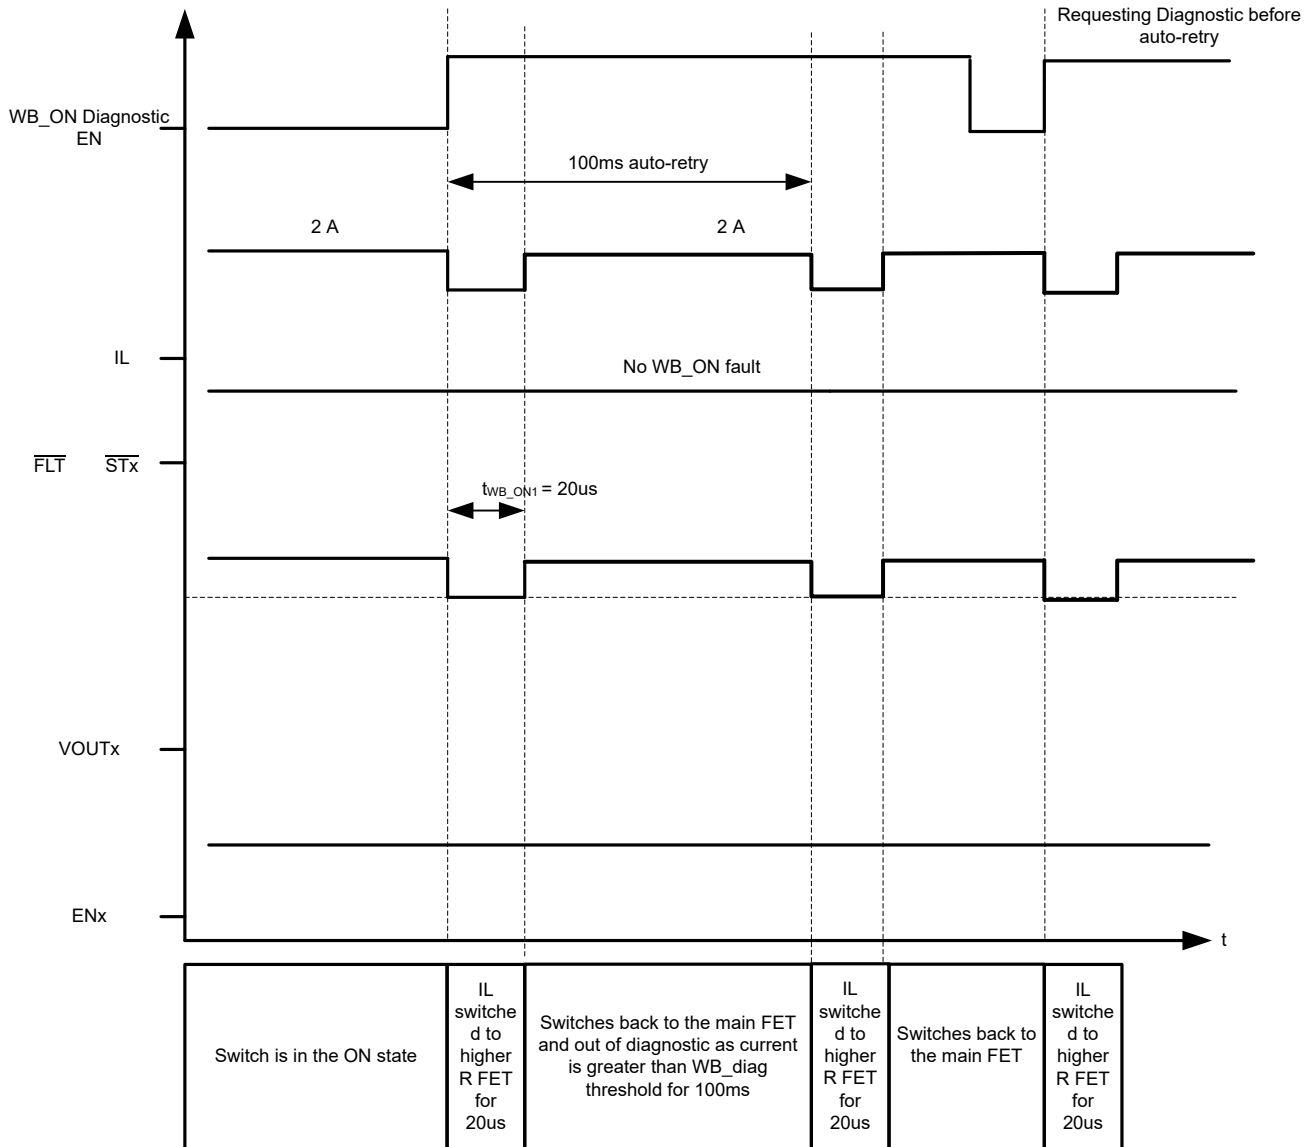 Requesting Diagnostic before
auto-retry
WB_ON Diagnostic
EN
100ms auto-retry
2 A
2 A
IL
No WB_ON fault
FLT STx
tWB_ON1 = 20us
VOUTx
ENx
t
Switch is in the ON state
IL
switche
d to
higher
R FET
for
20us
Switches back to the main FET
and out of diagnostic as current
is greater than WB_diag
threshold for 100ms
IL
switche
d to
higher
R FET
for
20us
Switches back to
the main FET
IL
switche
d to
higher
R FET
for
20us